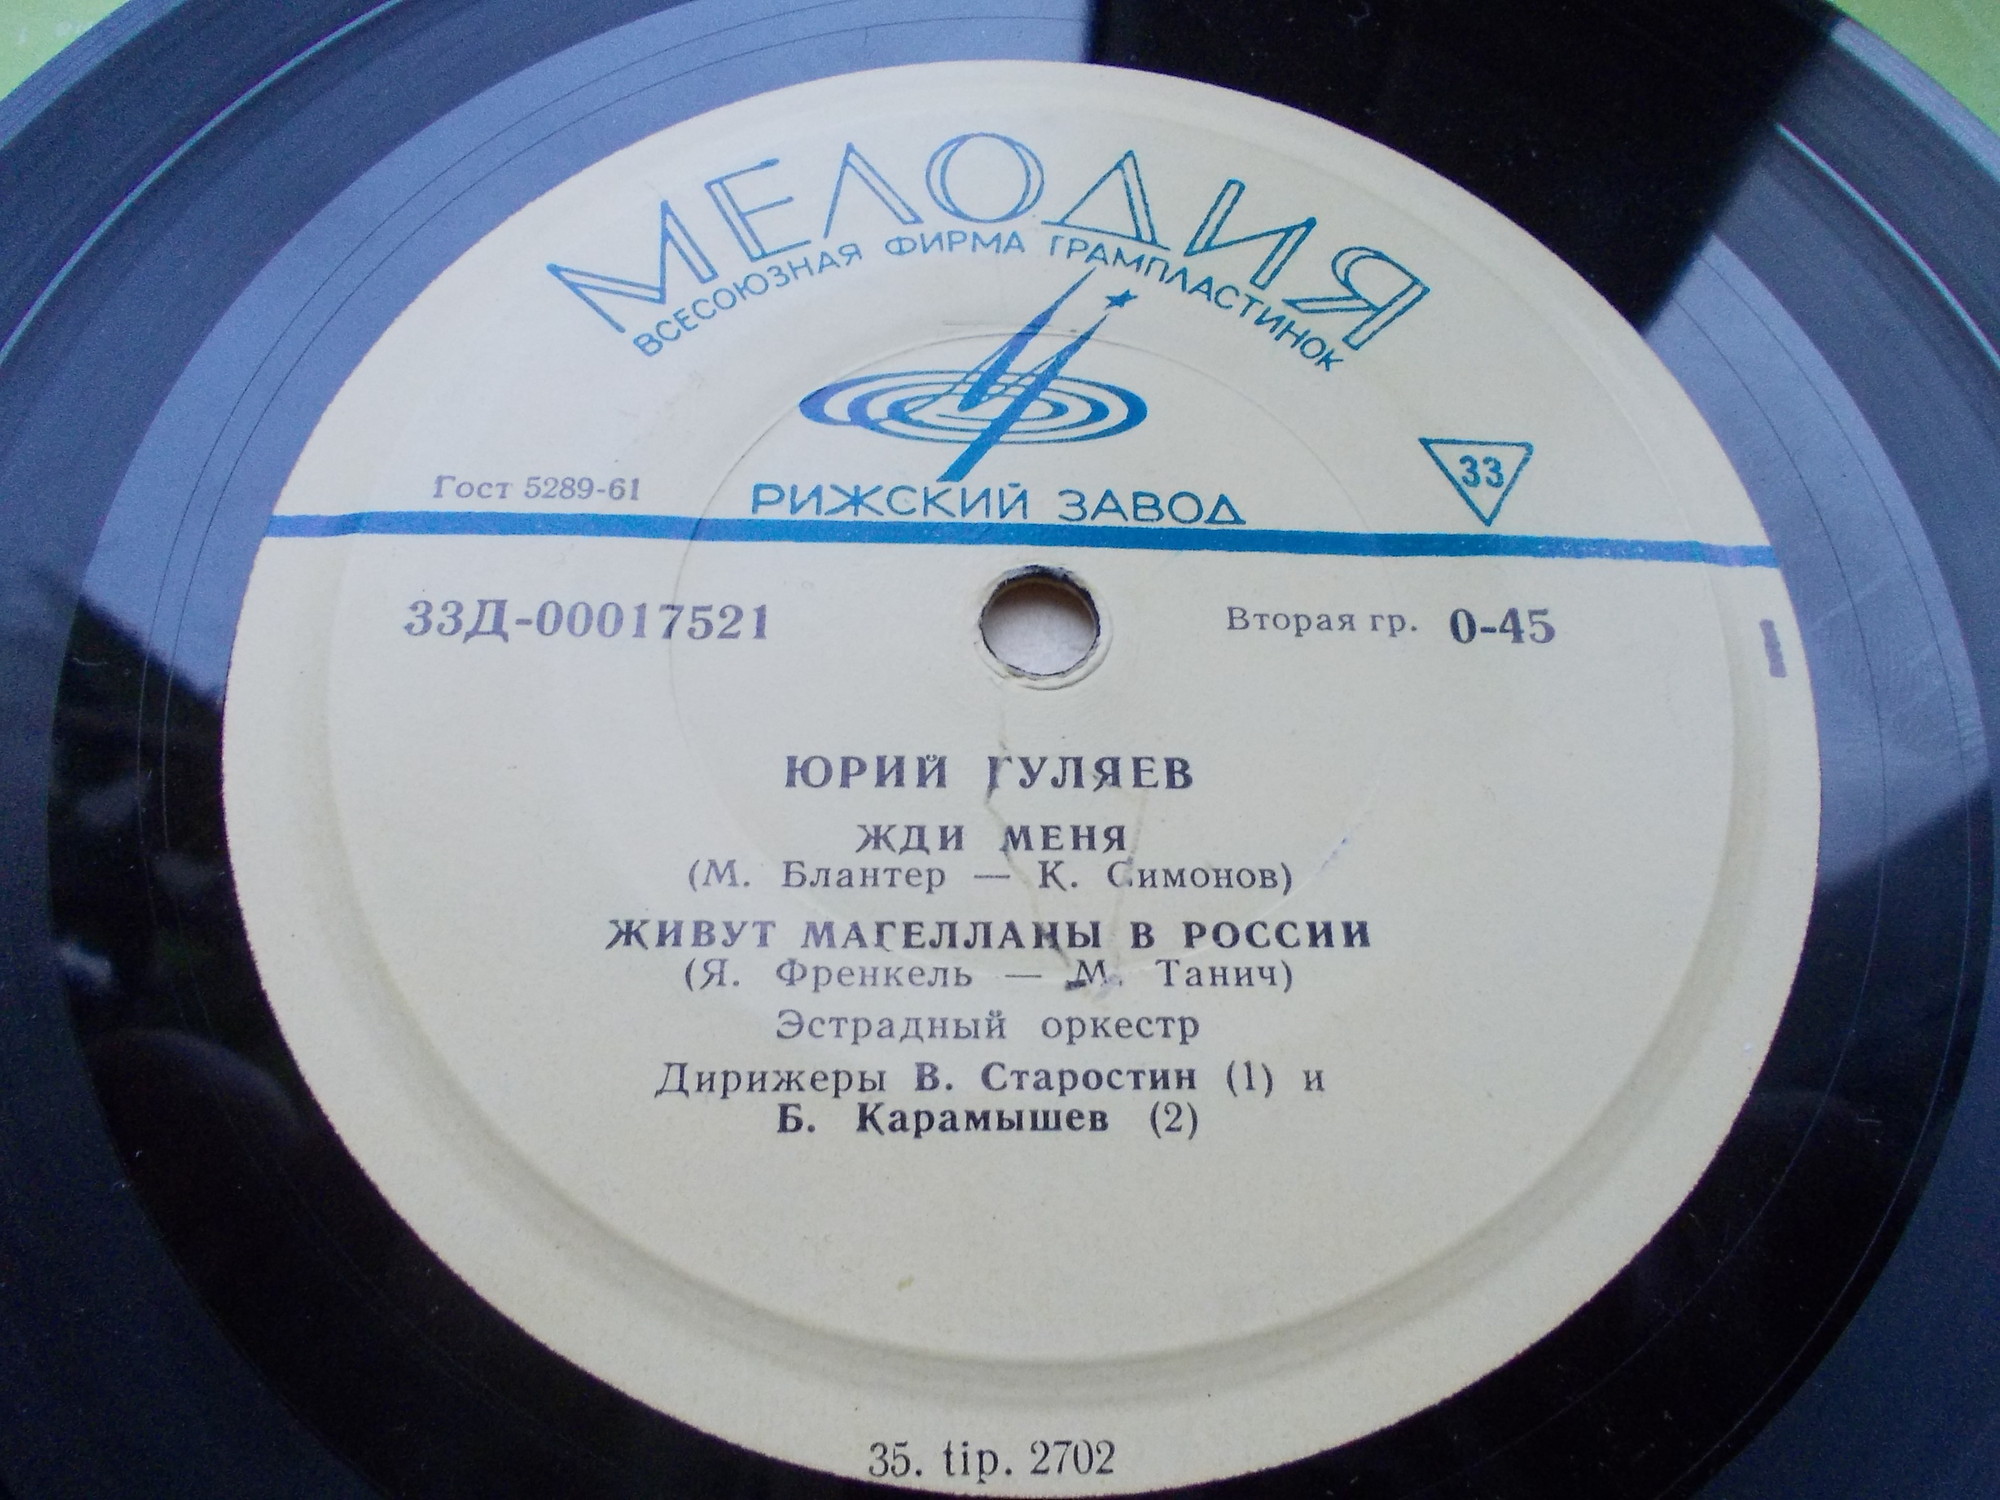 МЕЛОДИЯ
ВСЕСОЮЗНАЯ ФИРМА ГРАМПЛАСТИНОК
Гост 5289-61
РИЖСКИЙ ЗАВОД
33
33Д-00017521
Вторая гр. 0-45
ЮРИЙ ГУЛЯЕВ
ЖДИ МЕНЯ
(М. Блантер — К. Симонов)
ЖИВУТ МАГЕЛЛАНЫ В РОССИИ
(Я. Френкель — М. Танич)
Эстрадный оркестр
Дирижеры В. Старостин (1) и
Б. Карамышев (2)
35. tip. 2702